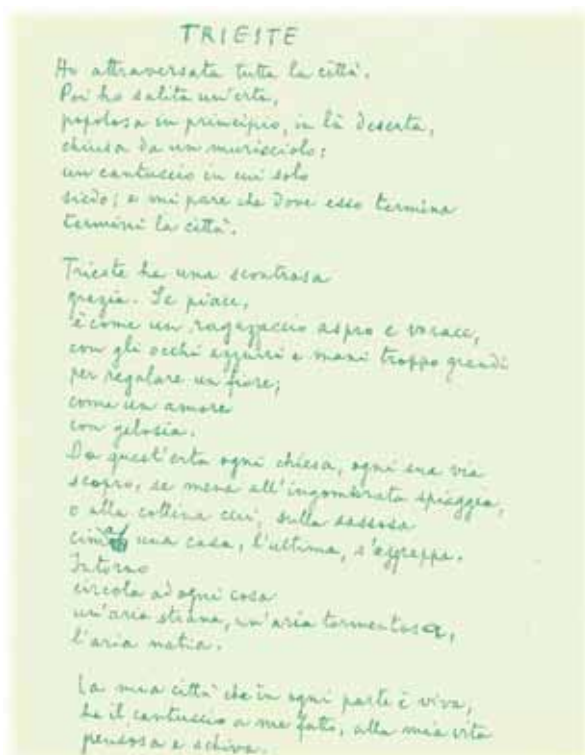 TRIESTE
Ho attraversata tutta la città.
Poi ho salita un'erta,
popolosa in principio, in là deserta,
chiusa da un muricciolo:
un cantuccio in cui solo
siedo; e mi pare che dove esso termina
termini la città.
Trieste ha una scontrosa
grazia. Se piace,
è come un ragazzaccio aspro e vorace,
con gli occhi azzurri e mani troppo grandi
per regalare un fiore;
come un amore
con gelosia.
Da quest'erta ogni chiesa, ogni sua via
scopro, se mena all'ingombrata spiaggia,
o alla collina cui, sulla sassosa
cima, una casa, l'ultima, s'aggrappa.
Intorno
circola ad ogni cosa
un'aria strana, un'aria tormentosa,
l'aria natia.
La mia città che in ogni parte è viva,
ha il cantuccio a me fatto, alla mia vita
pensosa e schiva.